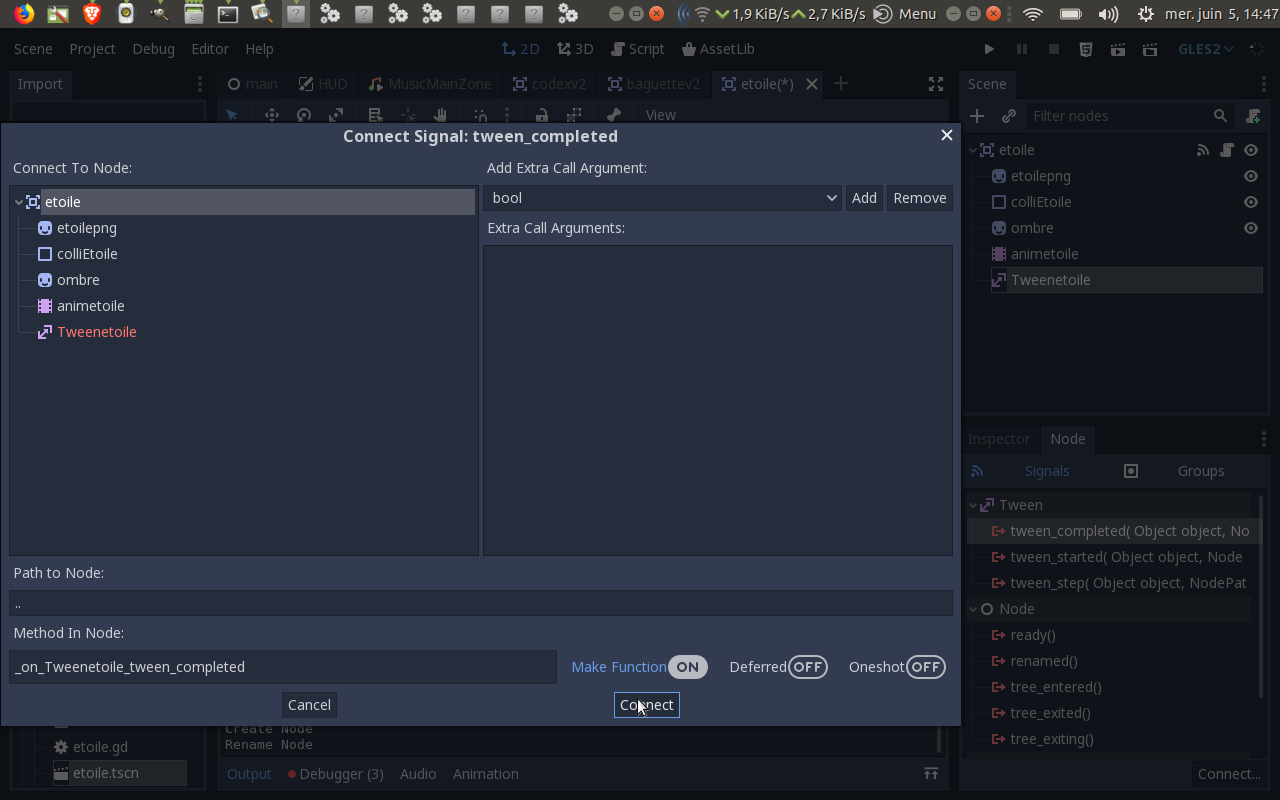 1,9 KiB/s 2,7 KiB/s Menu mer. juin 5, 14:47
Scene Project Debug Editor Help 2D 3D Script AssetLib GLES2
Import main HUD MusicMainZone codexv2 baguettev2 etoile(*) Scene
View
Filter nodes
Connect Signal: tween_completed
Connect To Node:
etoile
etoilepng
colliEtoile
ombre
animetoile
Tweenetoile
Add Extra Call Argument:
bool Add Remove
Extra Call Arguments:
Path to Node:
..
Method In Node:
_on_Tweenetoile_tween_completed Make Function ON Deferred OFF Oneshot OFF
Cancel Connect
etoile
etoilepng
colliEtoile
ombre
animetoile
Tweenetoile
Inspector Node
Signals Groups
Tween
tween_completed( Object object, No
tween_started( Object object, Node
tween_step( Object object, NodePat
Node
ready()
renamed()
tree_entered()
tree_exited()
tree_exiting()
Connect...
etoile.gd
etoile.tscn
Create Node
Rename Node
Output Debugger (3) Audio Animation